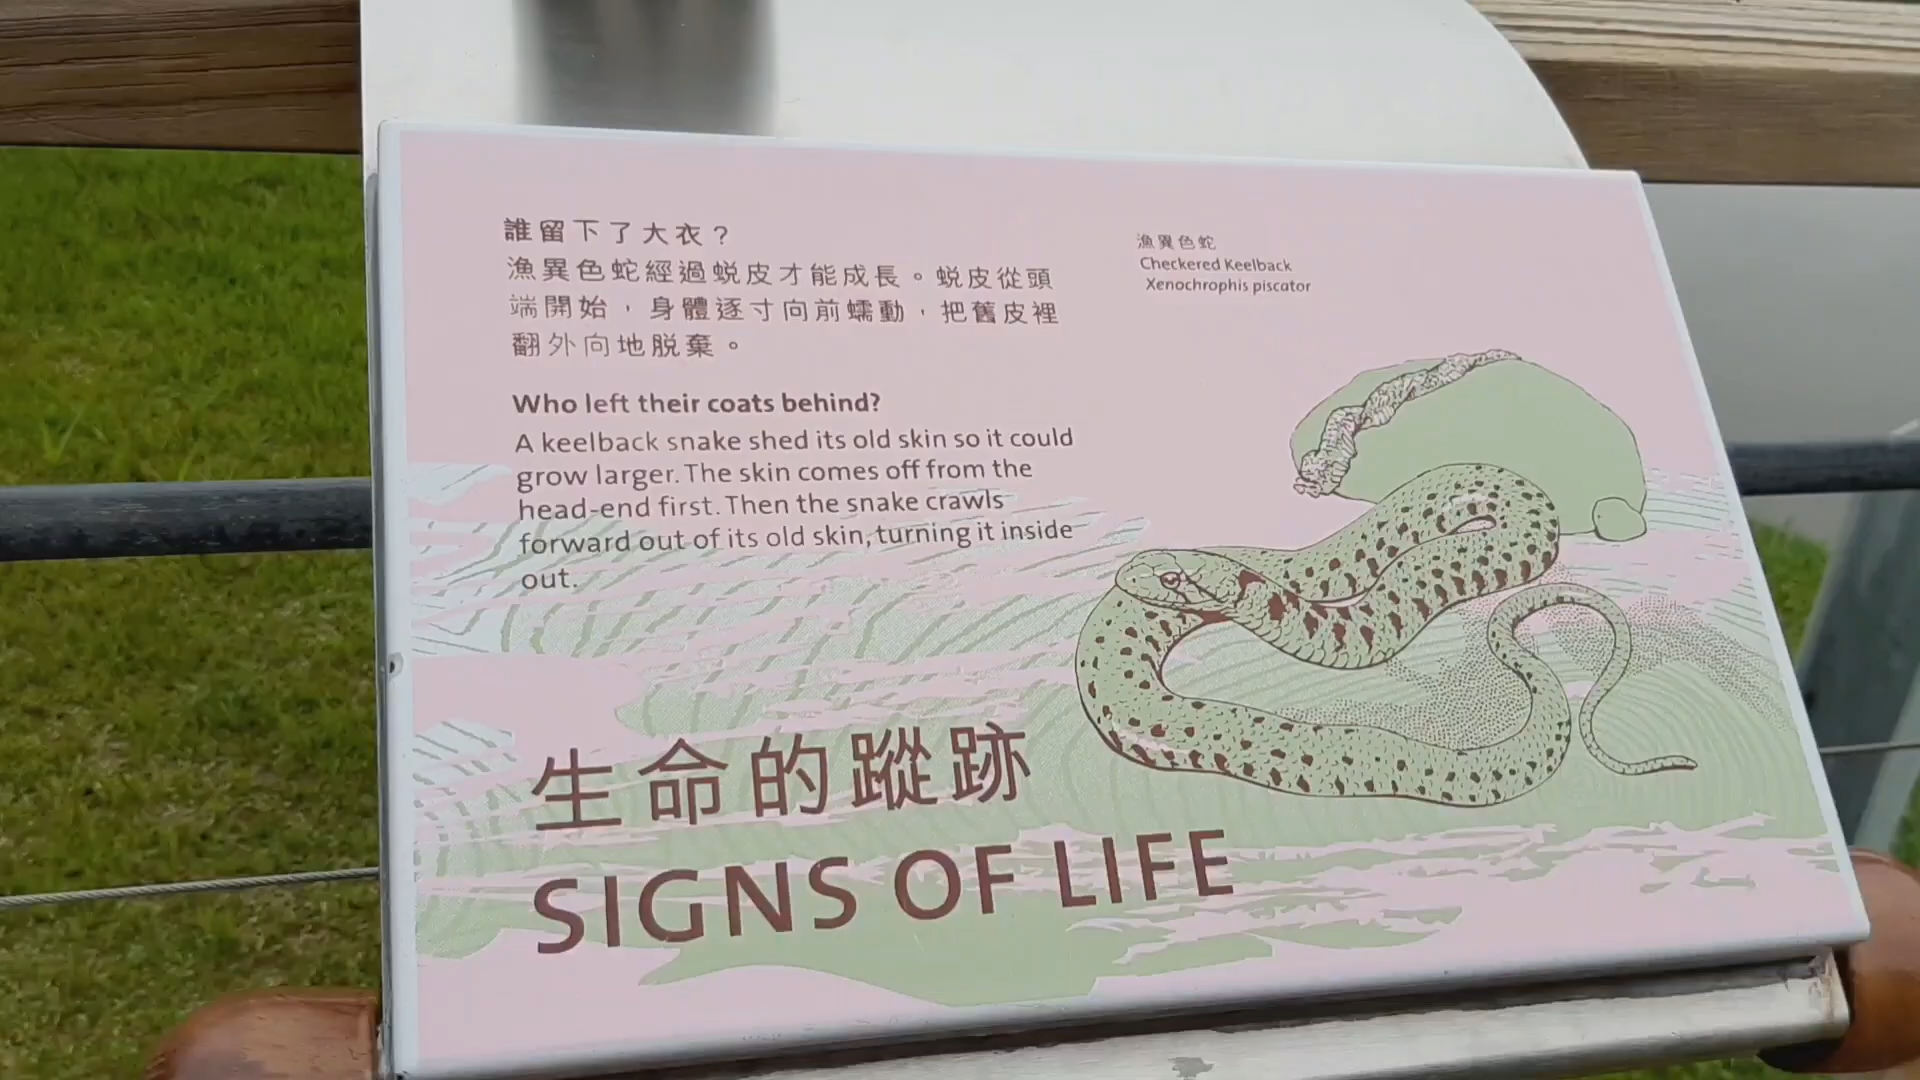 誰留下了大衣？
漁異色蛇經過蛻皮才能成長。蛻皮從頭
端開始，身體逐寸向前蠕動，把舊皮裡
翻外向地脱棄。
Who left their coats behind?
A keelback snake shed its old skin so it could
grow larger. The skin comes off from the
head-end first. Then the snake crawls
forward out of its old skin, turning it inside
out.
漁異色蛇
Checkered Keelback
Xenochrophis piscator
生命的蹤跡
SIGNS OF LIFE